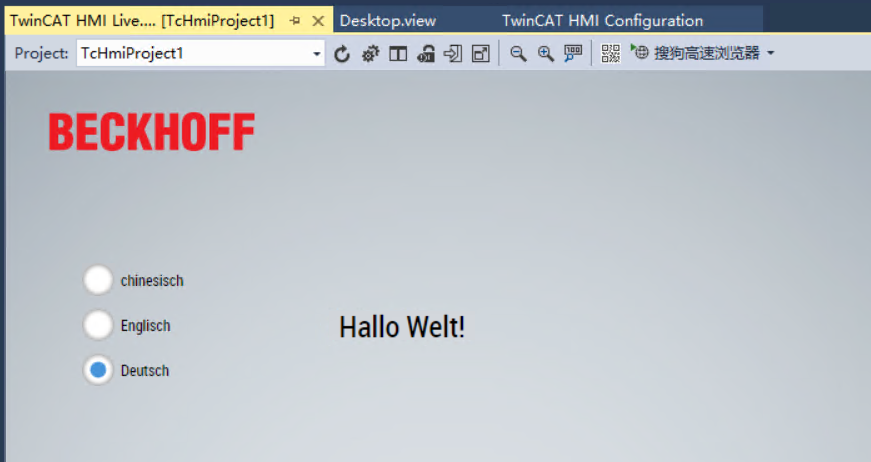 TwinCAT HMI Live.... [TcHmiProject1] Desktop.view TwinCAT HMI Configuration
Project: TcHmiProject1 搜狗高速浏览器
BECKHOFF
chinesisch
Englisch
Hallo Welt!
Deutsch